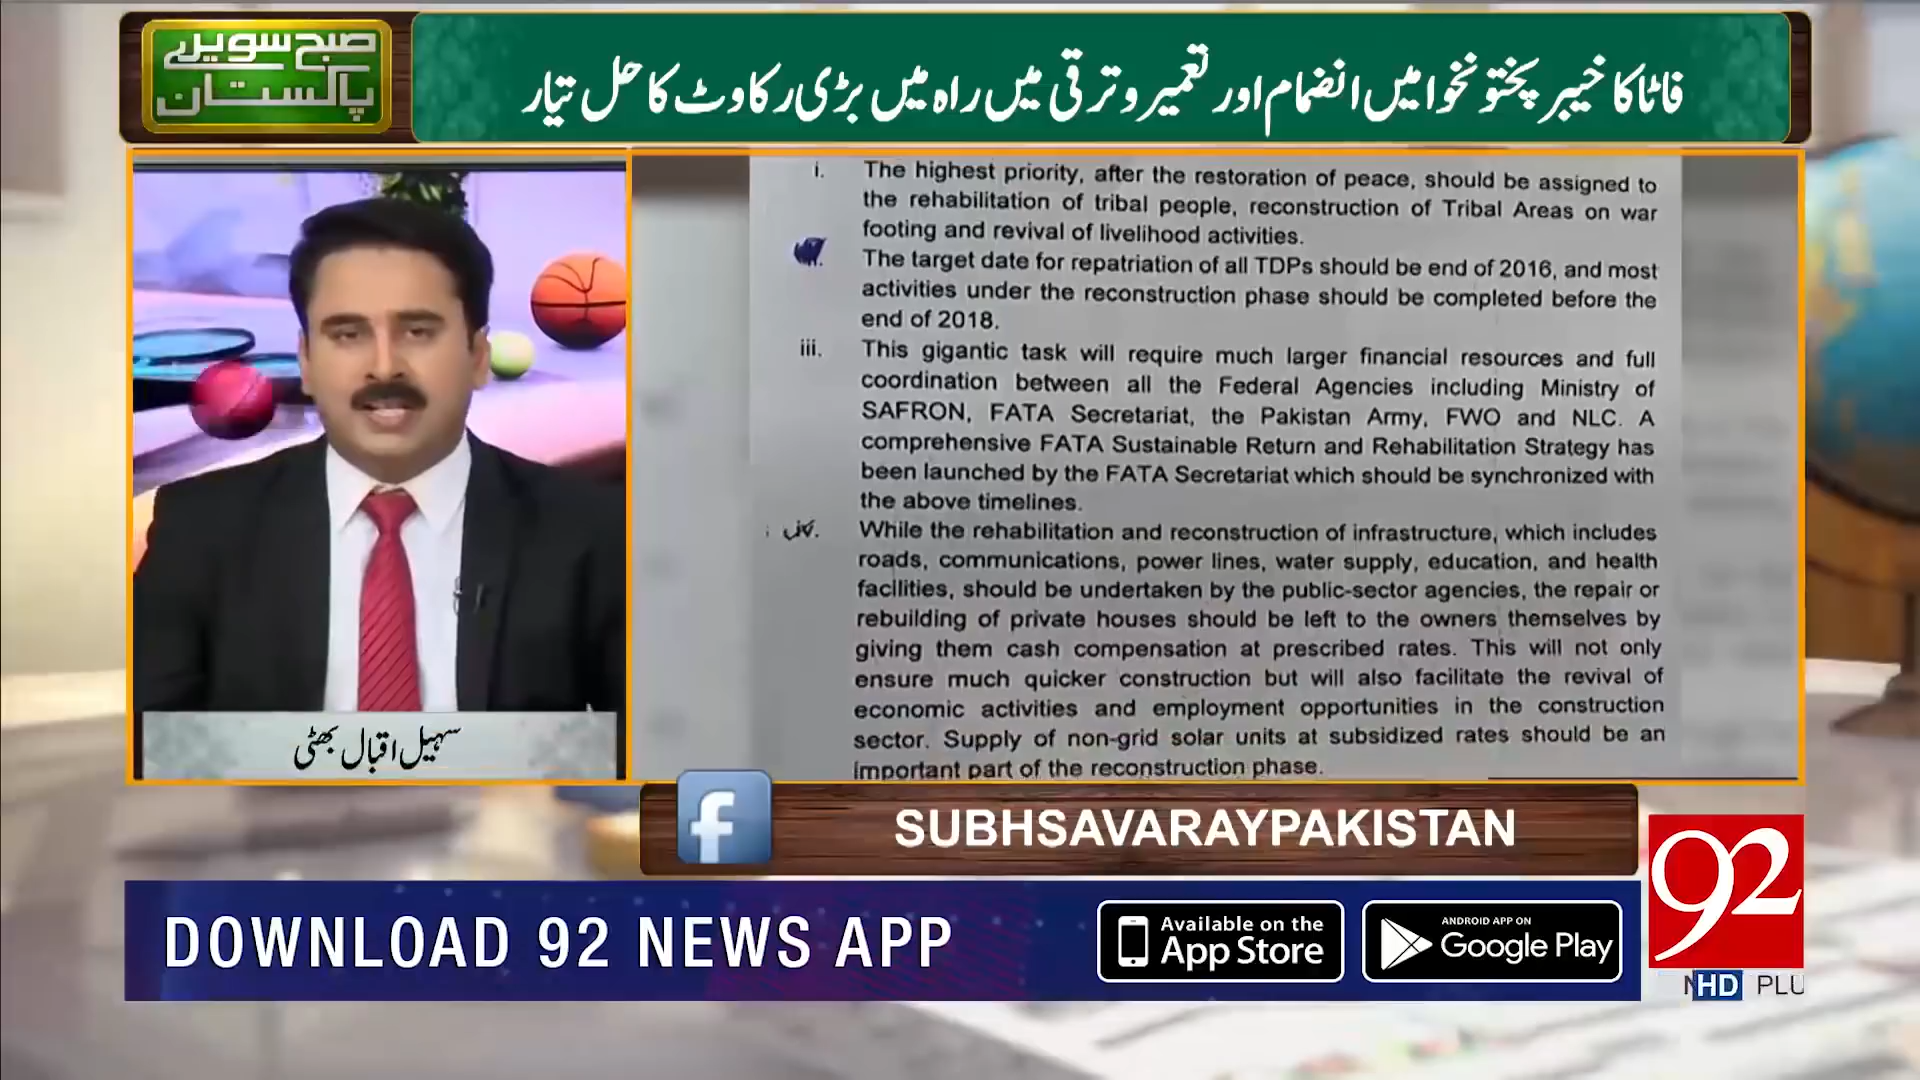 صبح سویرے
پاکستان
فاٹا کا خیبر پختونخوا میں انضمام اور تعمیر و ترقی میں راہ میں بڑی رکاوٹ کا حل تیار
i. The highest priority, after the restoration of peace, should be assigned to
the rehabilitation of tribal people, reconstruction of Tribal Areas on war
footing and revival of livelihood activities.
The target date for repatriation of all TDPs should be end of 2016, and most
activities under the reconstruction phase should be completed before the
end of 2018.
iii. This gigantic task will require much larger financial resources and full
coordination between all the Federal Agencies including Ministry of
SAFRON, FATA Secretariat, the Pakistan Army, FWO and NLC. A
comprehensive FATA Sustainable Return and Rehabilitation Strategy has
been launched by the FATA Secretariat which should be synchronized with
the above timelines.
While the rehabilitation and reconstruction of infrastructure, which includes
roads, communications, power lines, water supply, education, and health
facilities, should be undertaken by the public-sector agencies, the repair or
rebuilding of private houses should be left to the owners themselves by
giving them cash compensation at prescribed rates. This will not only
ensure much quicker construction but will also facilitate the revival of
economic activities and employment opportunities in the construction
sector. Supply of non-grid solar units at subsidized rates should be an
important part of the reconstruction phase.
سہیل اقبال بھٹی
f SUBHSAVARAYPAKISTAN
DOWNLOAD 92 NEWS APP
Available on the
App Store
ANDROID APP ON
Google Play
92
HD PLU